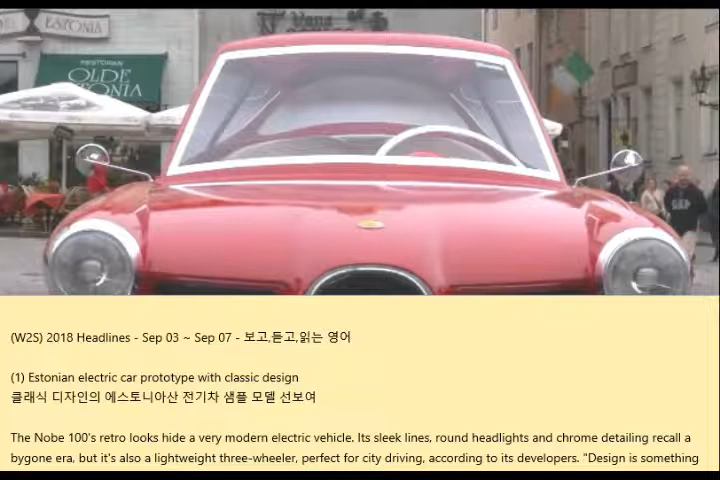 ESTONIA
RESTORAN
OLDE
ESTONIA
(W2S) 2018 Headlines - Sep 03 ~ Sep 07 - 보고,듣고,읽는 영어
(1) Estonian electric car prototype with classic design
클래식 디자인의 에스토니아산 전기차 샘플 모델 선보여
The Nobe 100's retro looks hide a very modern electric vehicle. Its sleek lines, round headlights and chrome detailing recall a
bygone era, but it's also a lightweight three-wheeler, perfect for city driving, according to its developers. "Design is something